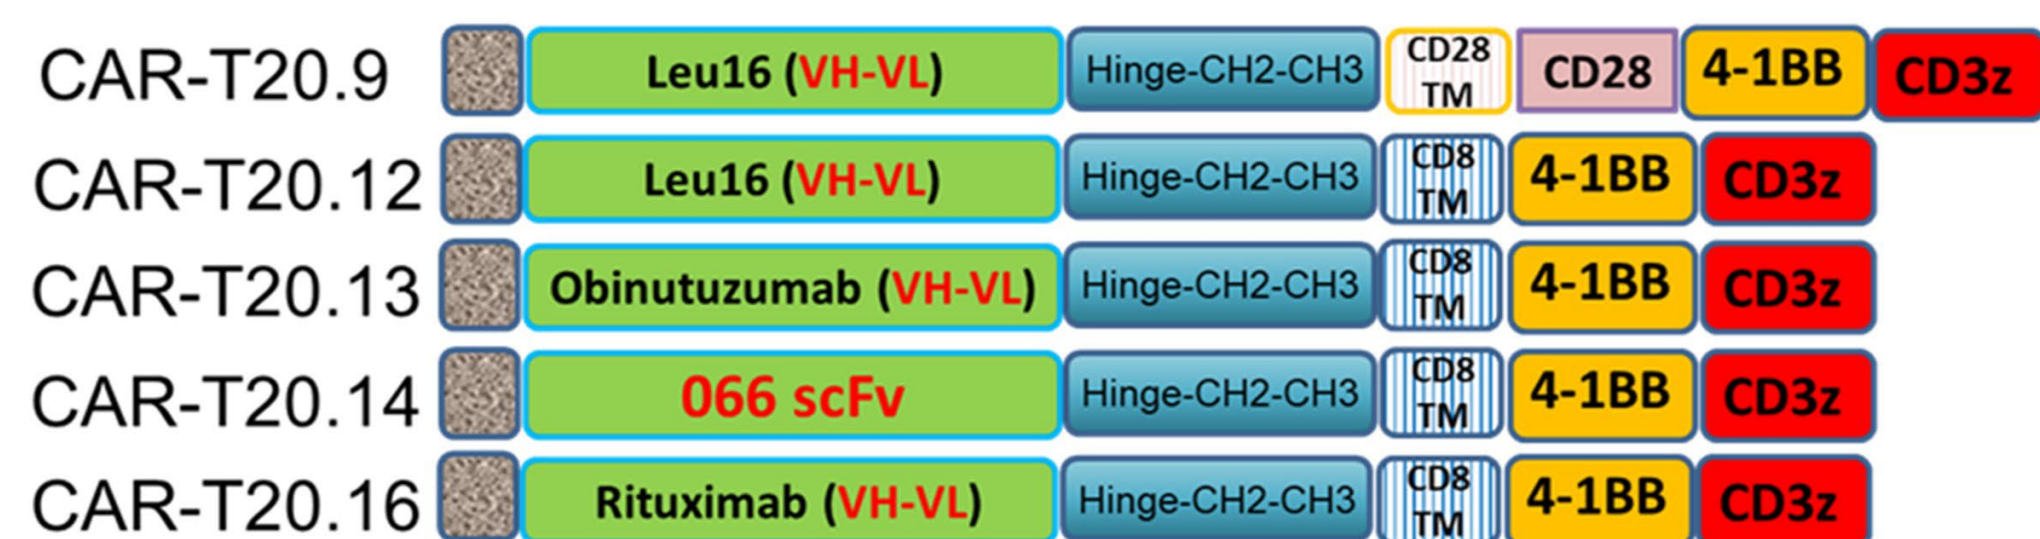 CAR-T20.9 Leu16 (VH-VL) Hinge-CH2-CH3 CD28 TM CD28 4-1BB CD3z
CAR-T20.12 Leu16 (VH-VL) Hinge-CH2-CH3 CD8 TM 4-1BB CD3z
CAR-T20.13 Obinutuzumab (VH-VL) Hinge-CH2-CH3 CD8 TM 4-1BB CD3z
CAR-T20.14 066 scFv Hinge-CH2-CH3 CD8 TM 4-1BB CD3z
CAR-T20.16 Rituximab (VH-VL) Hinge-CH2-CH3 CD8 TM 4-1BB CD3z